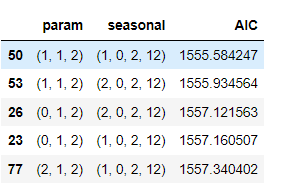 param seasonal AIC
50 (1, 1, 2) (1, 0, 2, 12) 1555.584247
53 (1, 1, 2) (2, 0, 2, 12) 1555.934564
26 (0, 1, 2) (2, 0, 2, 12) 1557.121563
23 (0, 1, 2) (1, 0, 2, 12) 1557.160507
77 (2, 1, 2) (1, 0, 2, 12) 1557.340402